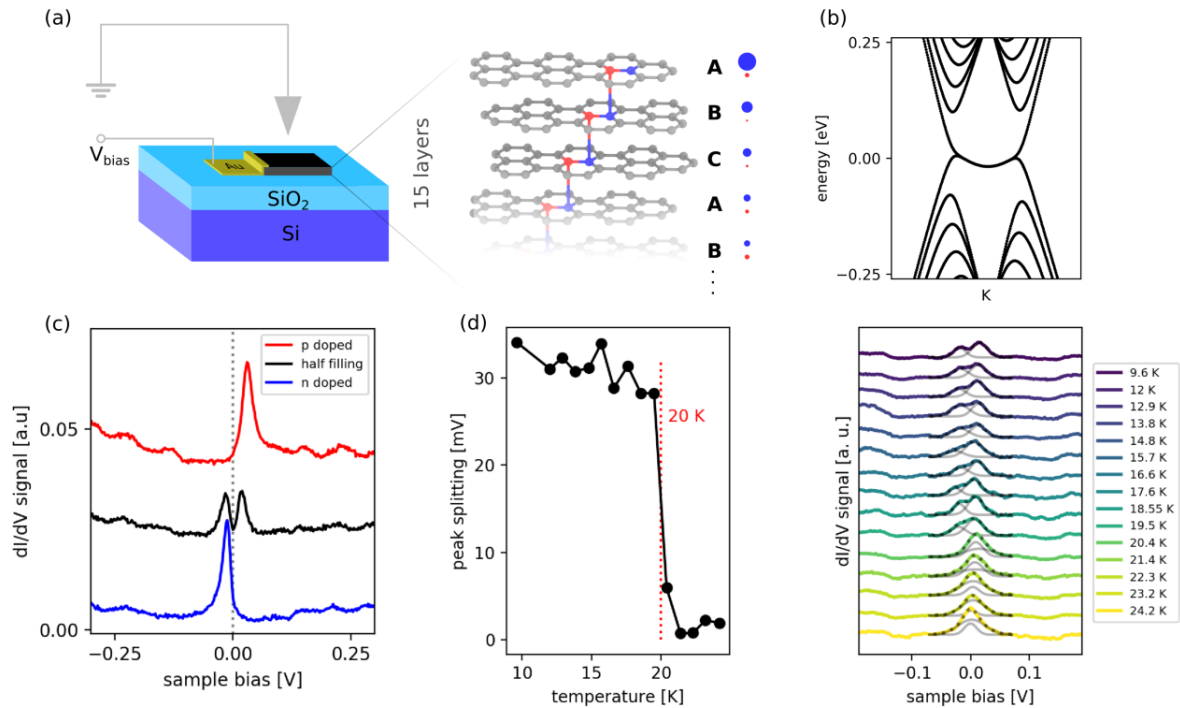 (a)
V_bias
Au
SiO₂
Si
15 layers
A
B
C
A
B
⋮
(b)
0.25
0.00
−0.25
energy [eV]
K
(c)
0.05
0.00
dI/dV signal [a.u]
p doped
half filling
n doped
−0.25
0.00
0.25
sample bias [V]
(d)
30
20
10
0
peak splitting [mV]
20 K
10
15
20
25
temperature [K]
dI/dV signal [a. u.]
9.6 K
12 K
12.9 K
13.8 K
14.8 K
15.7 K
16.6 K
17.6 K
18.55 K
19.5 K
20.4 K
21.4 K
22.3 K
23.2 K
24.2 K
−0.1
0.0
0.1
sample bias [V]